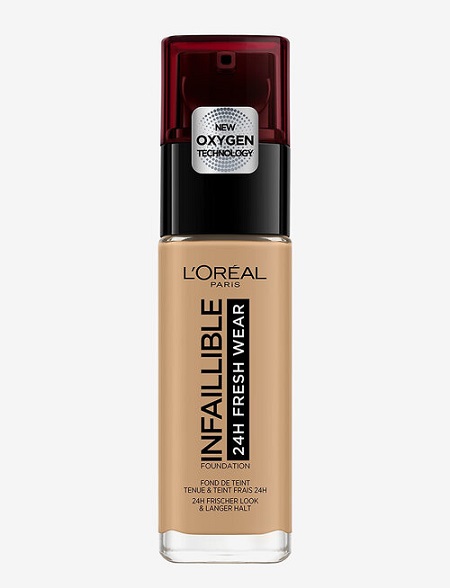 NEW
OXYGEN
TECHNOLOGY
L'ORÉAL
PARIS
INFAILLIBLE
24H FRESH WEAR
FOUNDATION
FOND DE TEINT
TENUE & TEINT FRAIS 24H
24H FRISCHER LOOK
& LANGER HALT